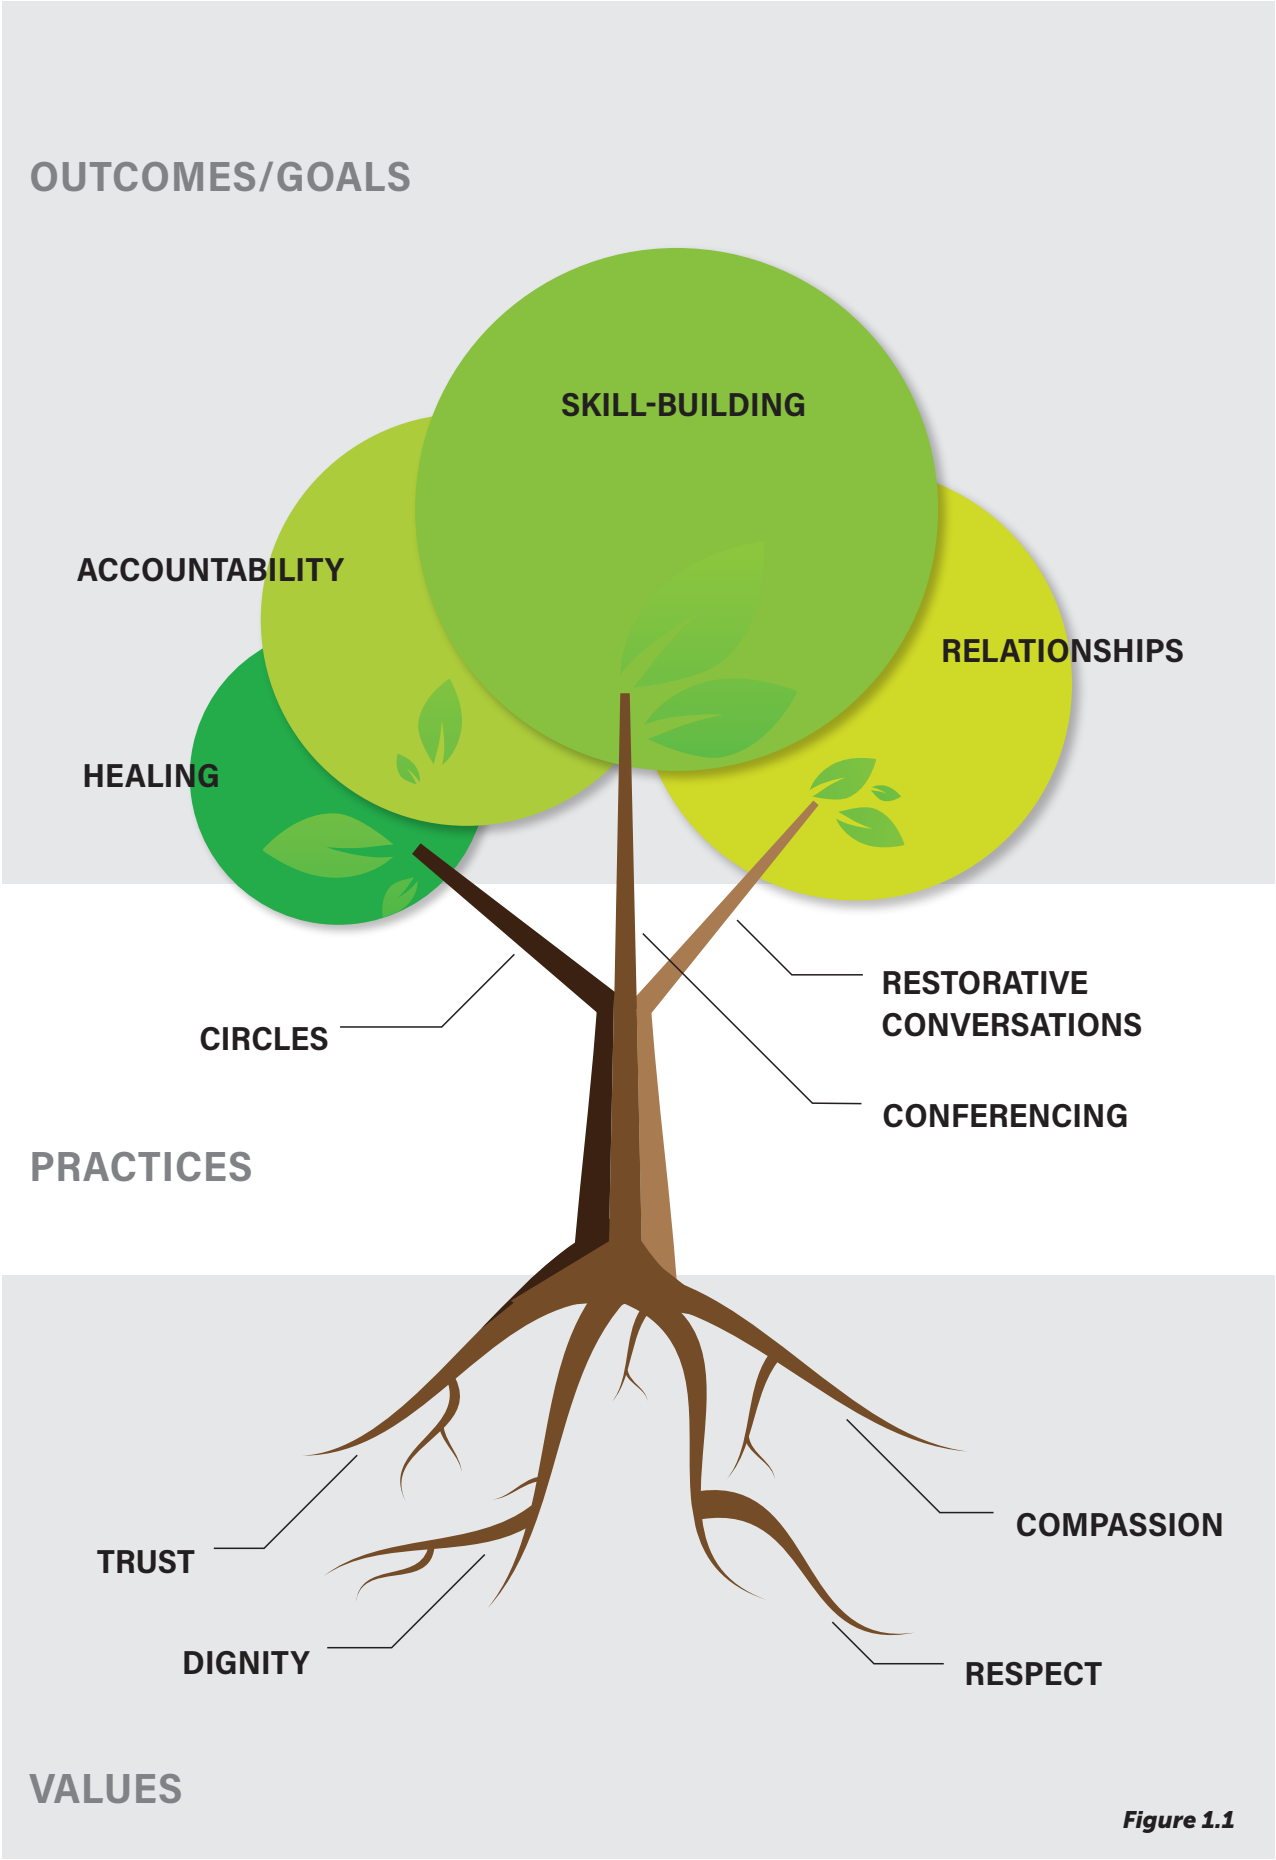 OUTCOMES/GOALS
SKILL-BUILDING
ACCOUNTABILITY
RELATIONSHIPS
HEALING
RESTORATIVE
CONVERSATIONS
CIRCLES
CONFERENCING
PRACTICES
COMPASSION
TRUST
DIGNITY
RESPECT
VALUES
Figure 1.1